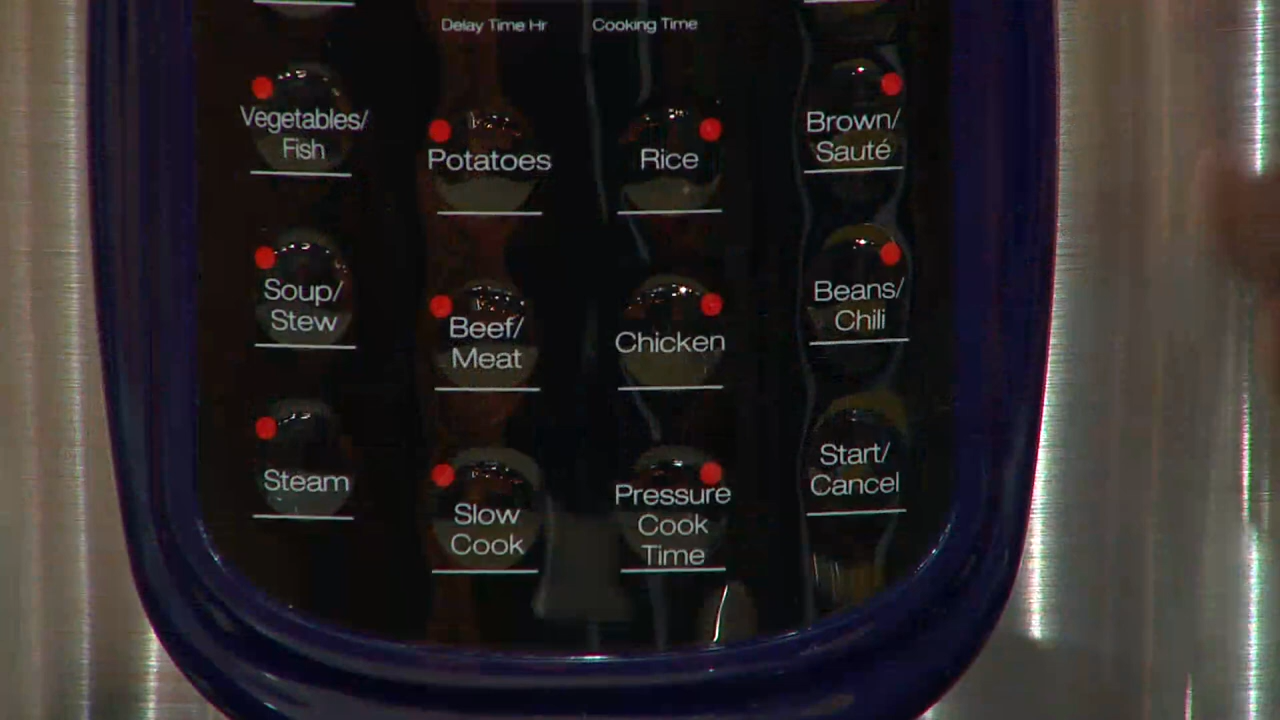 Delay Time Hr
Cooking Time
Vegetables/
Fish
Potatoes
Rice
Brown/
Sauté
Soup/
Stew
Beef/
Meat
Chicken
Beans/
Chili
Steam
Slow
Cook
Pressure
Cook
Time
Start/
Cancel